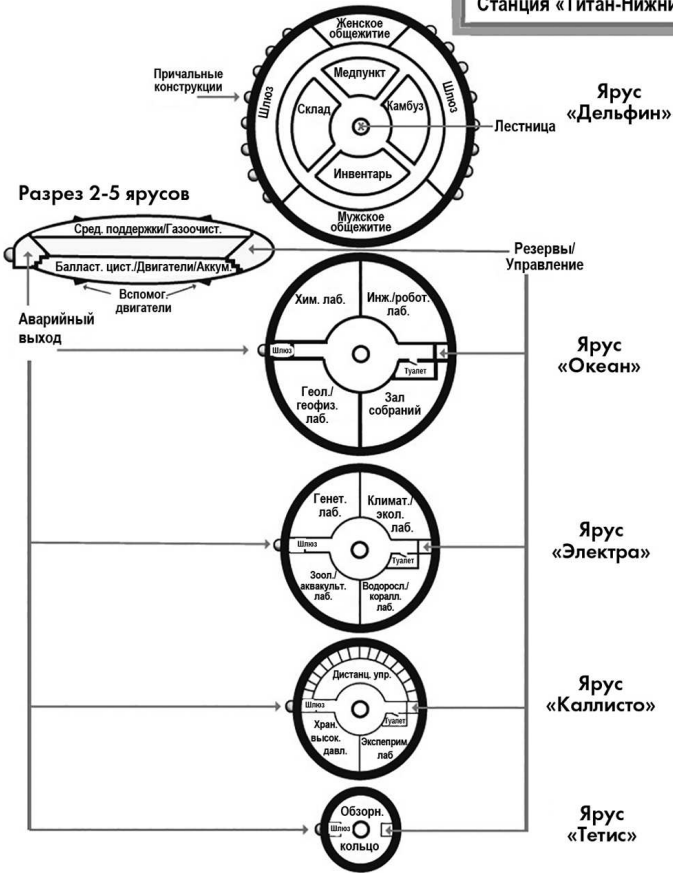 Станция «Титан-Нижни
Женское
общежитие
Причальные
конструкции
Медпункт
Шлюз
Шлюз
Ярус
«Дельфин»
Склад
Камбуз
Лестница
Инвентарь
Мужское
общежитие
Разрез 2-5 ярусов
Сред. поддержки/Газоочист.
Балласт. цист./Двигатели/Аккум.
Вспомог.
двигатели
Резервы/
Управление
Аварийный
выход
Хим. лаб.
Инж./робот.
лаб.
Шлюз
Туалет
Ярус
«Океан»
Геол./
геофиз.
лаб.
Зал
собраний
Генет.
лаб.
Климат./
экол.
лаб.
Шлюз
Туалет
Ярус
«Электра»
Зоол./
аквакульт.
лаб.
Водоросл./
коралл.
лаб.
Дистанц. упр.
Шлюз
Туалет
Ярус
«Каллисто»
Хран.
высок.
давл.
Экспеприм.
лаб
Обзорн.
Шлюз
кольцо
Ярус
«Тетис»